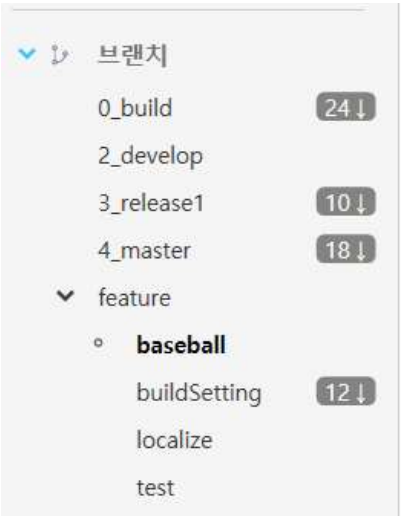 브랜치
0_build 24↓
2_develop
3_release1 10↓
4_master 18↓
feature
baseball
buildSetting 12↓
localize
test